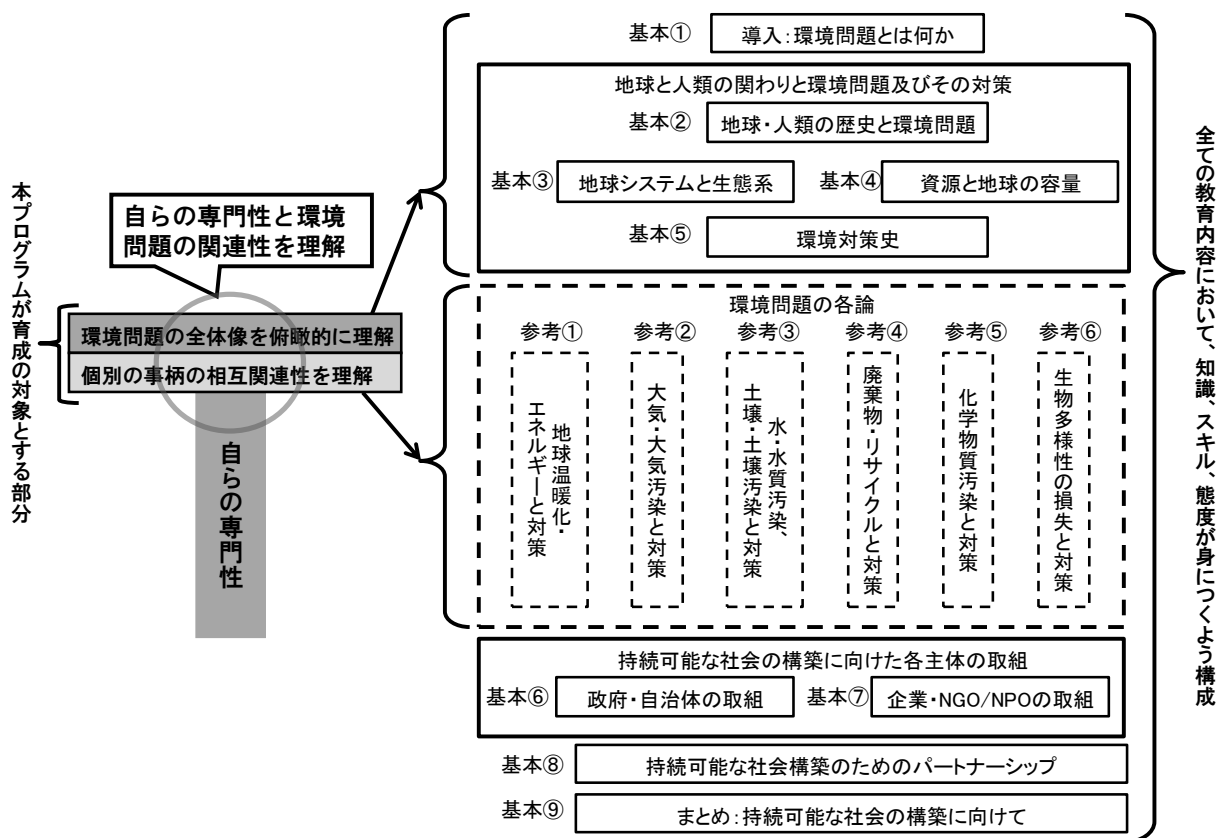 基本① 導入：環境問題とは何か
地球と人類の関わりと環境問題及びその対策
基本② 地球・人類の歴史と環境問題
基本③ 地球システムと生態系 基本④ 資源と地球の容量
基本⑤ 環境対策史
本プログラムが育成の対象とする部分
自らの専門性と環境
問題の関連性を理解
環境問題の全体像を俯瞰的に理解
個別の事柄の相互関連性を理解
自らの専門性
環境問題の各論
参考①
地球温暖化・
エネルギーと対策
参考②
大気・大気汚染と対策
参考③
水・水質汚染、
土壌・土壌汚染と対策
参考④
廃棄物・リサイクルと対策
参考⑤
化学物質汚染と対策
参考⑥
生物多様性の損失と対策
持続可能な社会の構築に向けた各主体の取組
基本⑥ 政府・自治体の取組 基本⑦ 企業・NGO/NPOの取組
基本⑧ 持続可能な社会構築のためのパートナーシップ
基本⑨ まとめ：持続可能な社会の構築に向けて
全ての教育内容において、知識、スキル、態度が身につくよう構成